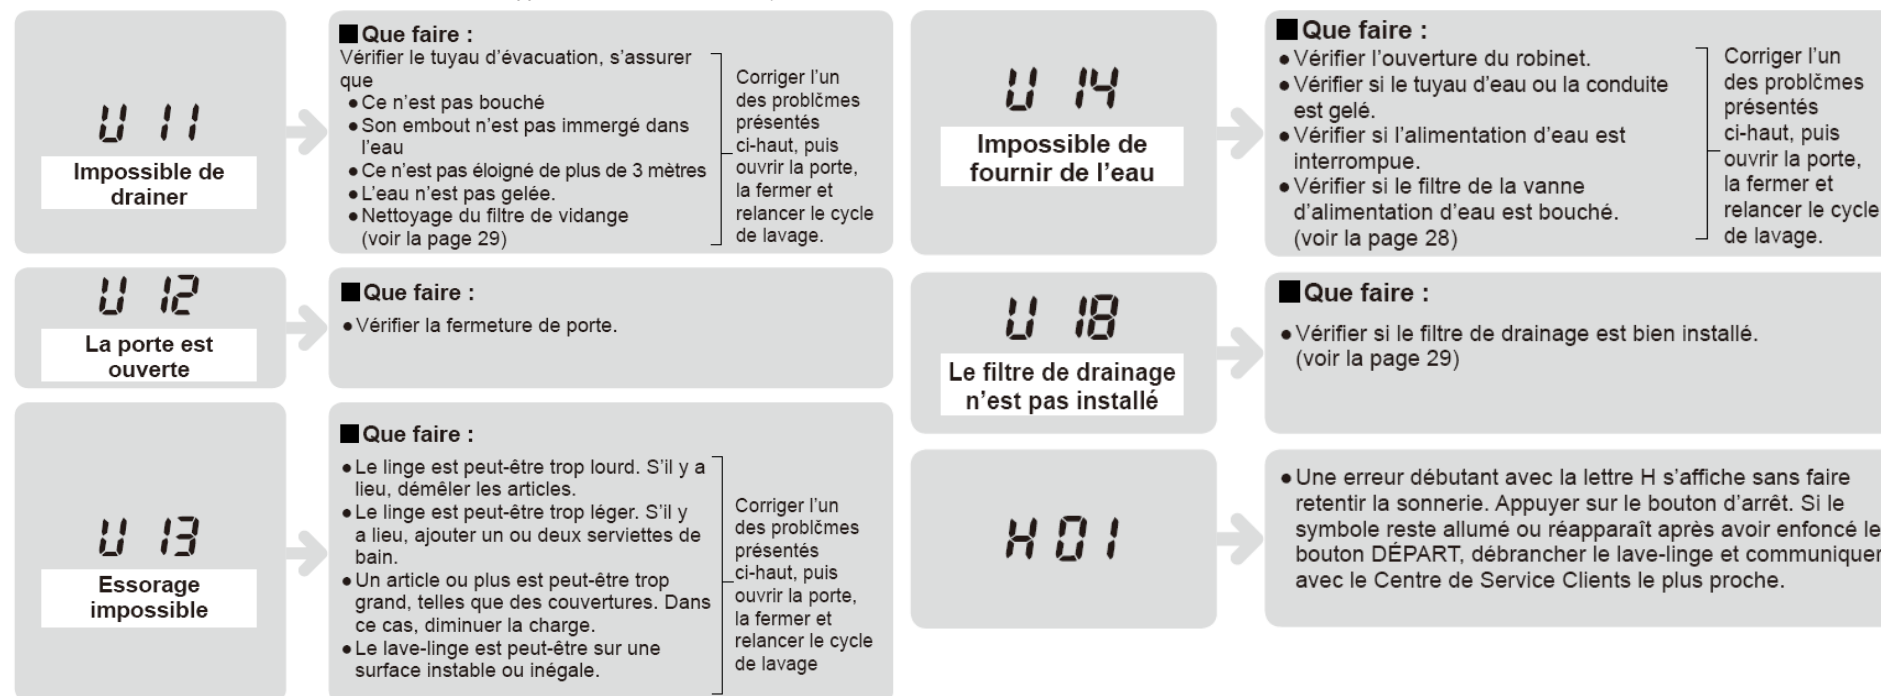 U 11
Impossible de
drainer
■Que faire :
Vérifier le tuyau d'évacuation, s'assurer
que
●Ce n'est pas bouché
●Son embout n'est pas immergé dans
l'eau
●Ce n'est pas éloigné de plus de 3 mètres
●L'eau n'est pas gelée.
●Nettoyage du filtre de vidange
(voir la page 29)
Corriger l'un
des problčmes
présentés
ci-haut, puis
ouvrir la porte,
la fermer et
relancer le cycle
de lavage.
U 12
La porte est
ouverte
■Que faire :
●Vérifier la fermeture de porte.
U 13
Essorage
impossible
■Que faire :
●Le linge est peut-être trop lourd. S'il y a
lieu, démêler les articles.
●Le linge est peut-être trop léger. S'il y
a lieu, ajouter un ou deux serviettes de
bain.
●Un article ou plus est peut-être trop
grand, telles que des couvertures. Dans
ce cas, diminuer la charge.
●Le lave-linge est peut-être sur une
surface instable ou inégale.
Corriger l'un
des problčmes
présentés
ci-haut, puis
ouvrir la porte,
la fermer et
relancer le cycle
de lavage
U 14
Impossible de
fournir de l'eau
■Que faire :
●Vérifier l'ouverture du robinet.
●Vérifier si le tuyau d'eau ou la conduite
est gelé.
●Vérifier si l'alimentation d'eau est
interrompue.
●Vérifier si le filtre de la vanne
d'alimentation d'eau est bouché.
(voir la page 28)
Corriger l'un
des problčmes
présentés
ci-haut, puis
ouvrir la porte,
la fermer et
relancer le cycle
de lavage.
U 18
Le filtre de drainage
n'est pas installé
■Que faire :
●Vérifier si le filtre de drainage est bien installé.
(voir la page 29)
H01
●Une erreur débutant avec la lettre H s'affiche sans faire
retentir la sonnerie. Appuyer sur le bouton d'arrêt. Si le
symbole reste allumé ou réapparaît après avoir enfoncé le
bouton DÉPART, débrancher le lave-linge et communiquer
avec le Centre de Service Clients le plus proche.